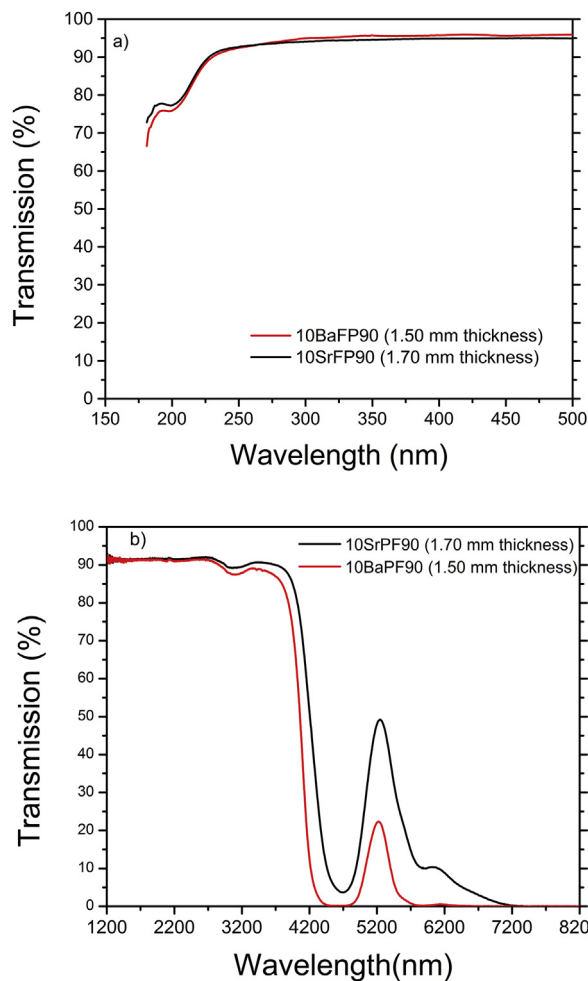 a)
100
90
80
70
60
50
40
30
20
10
0
Transmission (%)
10BaFP90 (1.50 mm thickness)
10SrFP90 (1.70 mm thickness)
150 200 250 300 350 400 450 500
Wavelength (nm)
b)
100
90
80
70
60
50
40
30
20
10
0
Transmission (%)
10SrPF90 (1.70 mm thickness)
10BaPF90 (1.50 mm thickness)
1200 2200 3200 4200 5200 6200 7200 820
Wavelength(nm)